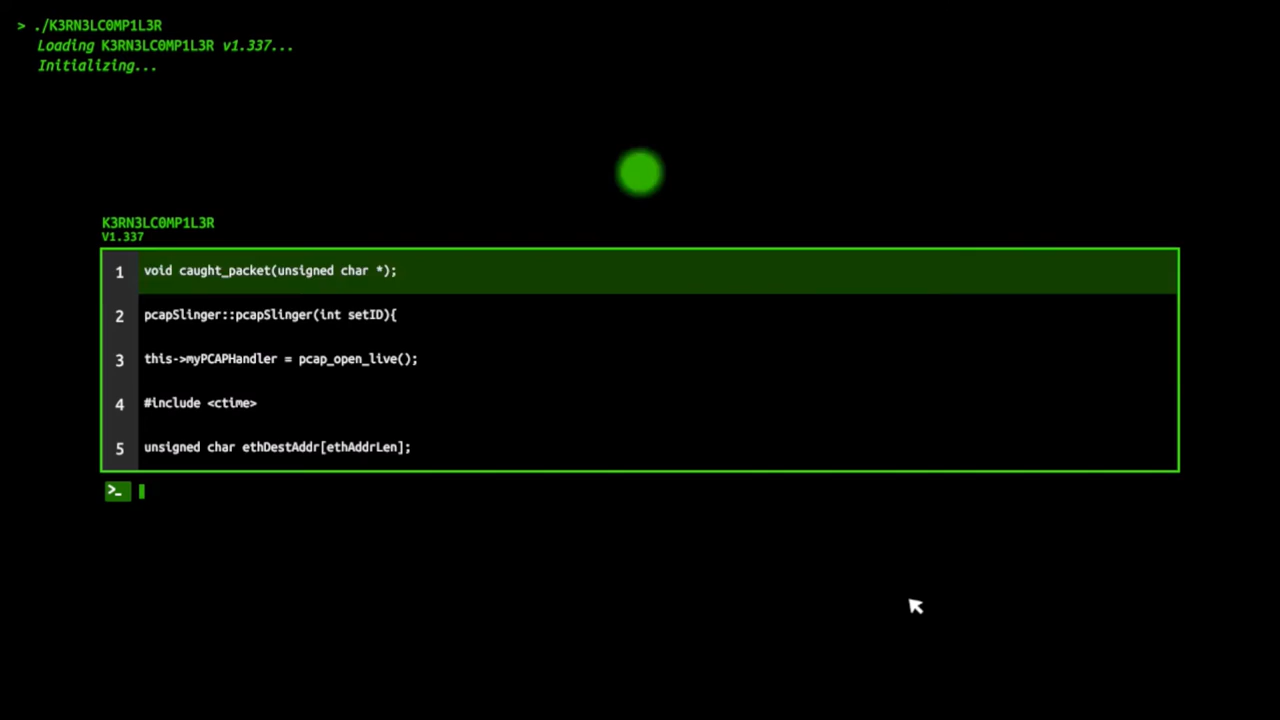 > ./K3RN3LC0MP1L3R
Loading K3RN3LC0MP1L3R v1.337...
Initializing...
K3RN3LC0MP1L3R
V1.337
1 void caught_packet(unsigned char *);
2 pcapSlinger::pcapSlinger(int setID){
3 this->myPCAPHandler = pcap_open_live();
4 #include <ctime>
5 unsigned char ethDestAddr[ethAddrLen];
>_